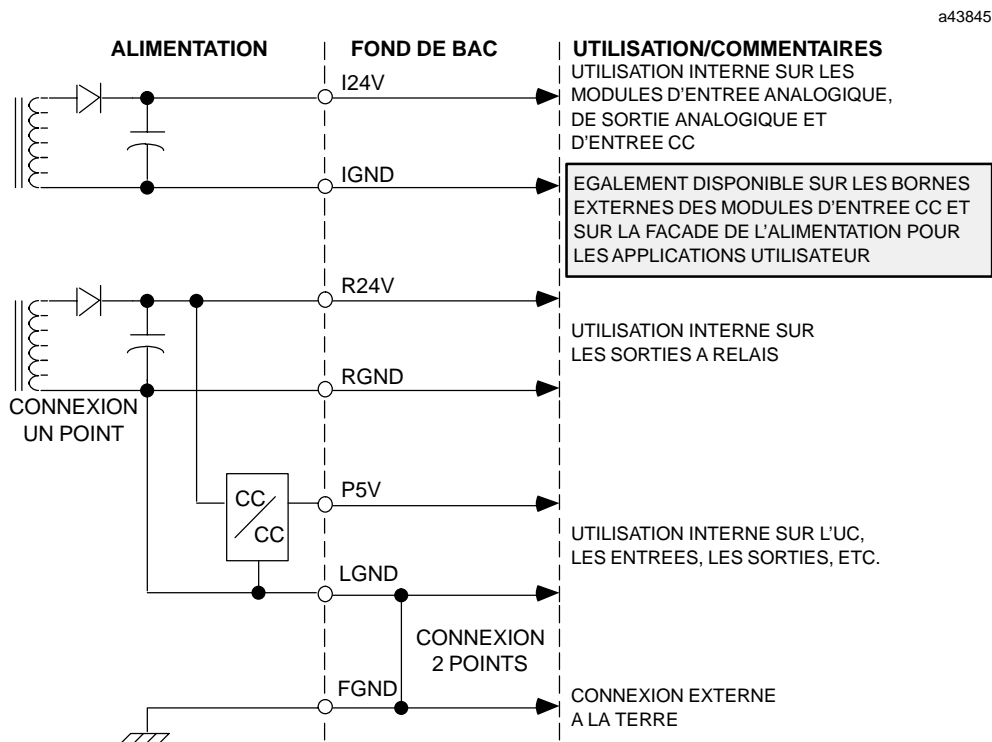 a43845
ALIMENTATION
FOND DE BAC
UTILISATION/COMMENTAIRES
I24V
UTILISATION INTERNE SUR LES
MODULES D'ENTREE ANALOGIQUE,
DE SORTIE ANALOGIQUE ET
D'ENTREE CC
IGND
EGALEMENT DISPONIBLE SUR LES BORNES
EXTERNES DES MODULES D'ENTREE CC ET
SUR LA FACADE DE L'ALIMENTATION POUR
LES APPLICATIONS UTILISATEUR
R24V
UTILISATION INTERNE SUR
LES SORTIES A RELAIS
RGND
CONNEXION
UN POINT
CC
CC
P5V
UTILISATION INTERNE SUR L'UC,
LES ENTREES, LES SORTIES, ETC.
LGND
CONNEXION
2 POINTS
FGND
CONNEXION EXTERNE
A LA TERRE